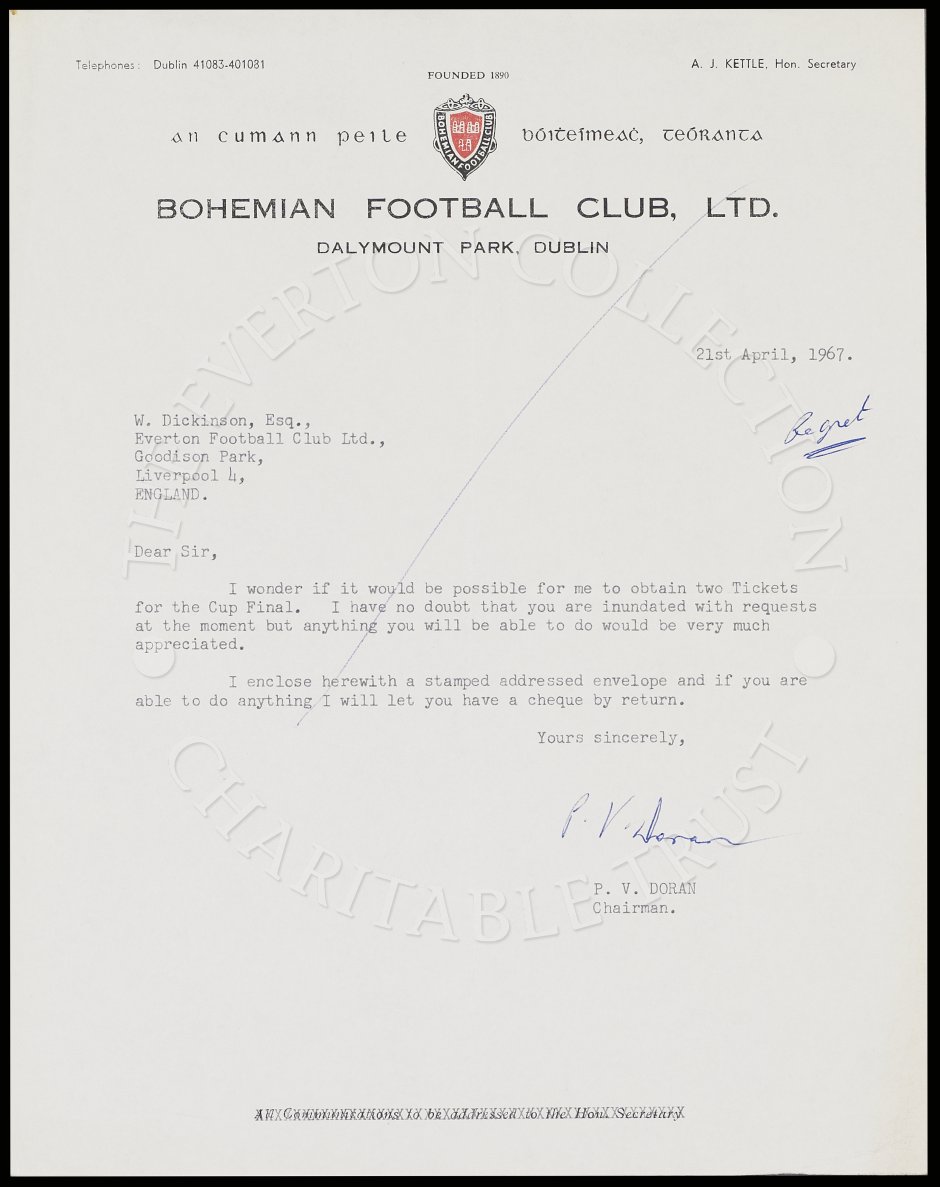 Telephones: Dublin 41083-401081
A. J. KETTLE, Hon. Secretary
FOUNDED 1890
an cumann peile
BOHEMIAN FOOTBALL CLUB
bóiṫeímeaċ, teóranta
BOHEMIAN FOOTBALL CLUB, LTD.
DALYMOUNT PARK, DUBLIN
21st April, 1967.
Regret
W. Dickinson, Esq.,
Everton Football Club Ltd.,
Goodison Park,
Liverpool 4,
ENGLAND.
Dear Sir,
I wonder if it would be possible for me to obtain two Tickets
for the Cup Final. I have no doubt that you are inundated with requests
at the moment but anything you will be able to do would be very much
appreciated.
I enclose herewith a stamped addressed envelope and if you are
able to do anything I will let you have a cheque by return.
Yours sincerely,
P. V. Doran
P. V. DORAN
Chairman.
All Communications to be addressed to the Hon. Secretary
THE EVERTON COLLECTION
CHARITABLE TRUST